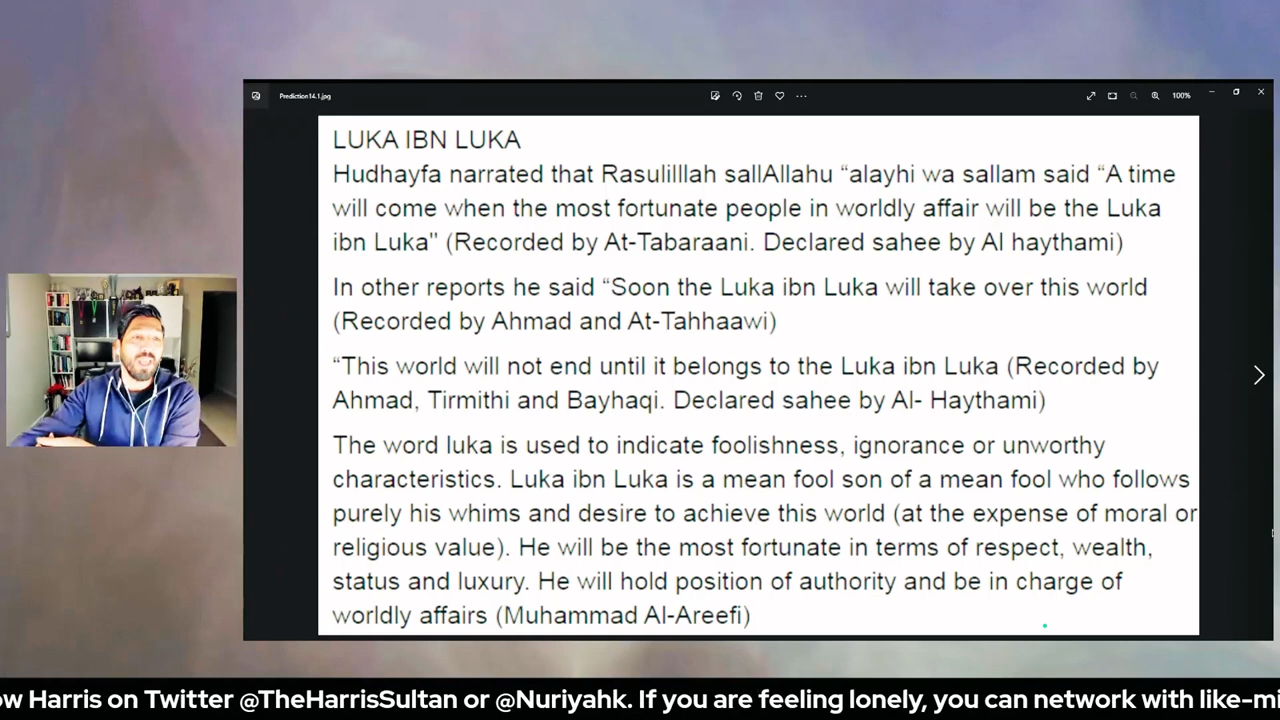 Prediction14.1.jpg
100%
LUKA IBN LUKA
Hudhayfa narrated that Rasulilllah sallAllahu “alayhi wa sallam said “A time
will come when the most fortunate people in worldly affair will be the Luka
ibn Luka" (Recorded by At-Tabaraani. Declared sahee by Al haythami)
In other reports he said “Soon the Luka ibn Luka will take over this world
(Recorded by Ahmad and At-Tahhaawi)
“This world will not end until it belongs to the Luka ibn Luka (Recorded by
Ahmad, Tirmithi and Bayhaqi. Declared sahee by Al- Haythami)
The word luka is used to indicate foolishness, ignorance or unworthy
characteristics. Luka ibn Luka is a mean fool son of a mean fool who follows
purely his whims and desire to achieve this world (at the expense of moral or
religious value). He will be the most fortunate in terms of respect, wealth,
status and luxury. He will hold position of authority and be in charge of
worldly affairs (Muhammad Al-Areefi)
ow Harris on Twitter @TheHarrisSultan or @Nuriyahk. If you are feeling lonely, you can network with like-mi